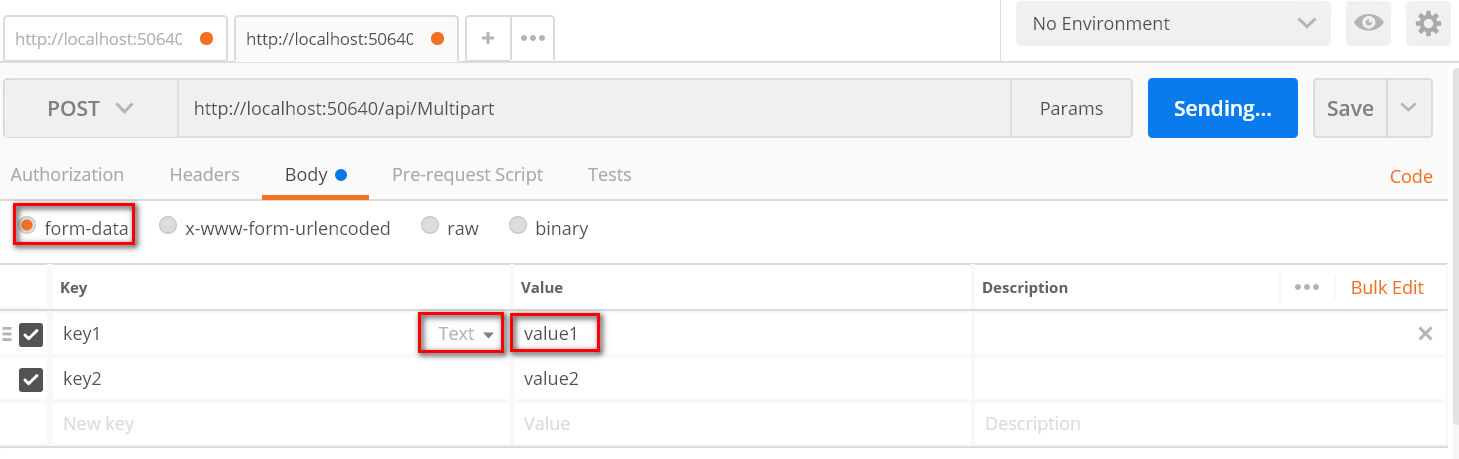 http://localhost:50640 http://localhost:50640 + ••• No Environment
POST http://localhost:50640/api/Multipart Params Sending... Save
Authorization Headers Body Pre-request Script Tests Code
form-data x-www-form-urlencoded raw binary
Key Value Description ••• Bulk Edit
key1 Text value1
key2 value2
New key Value Description